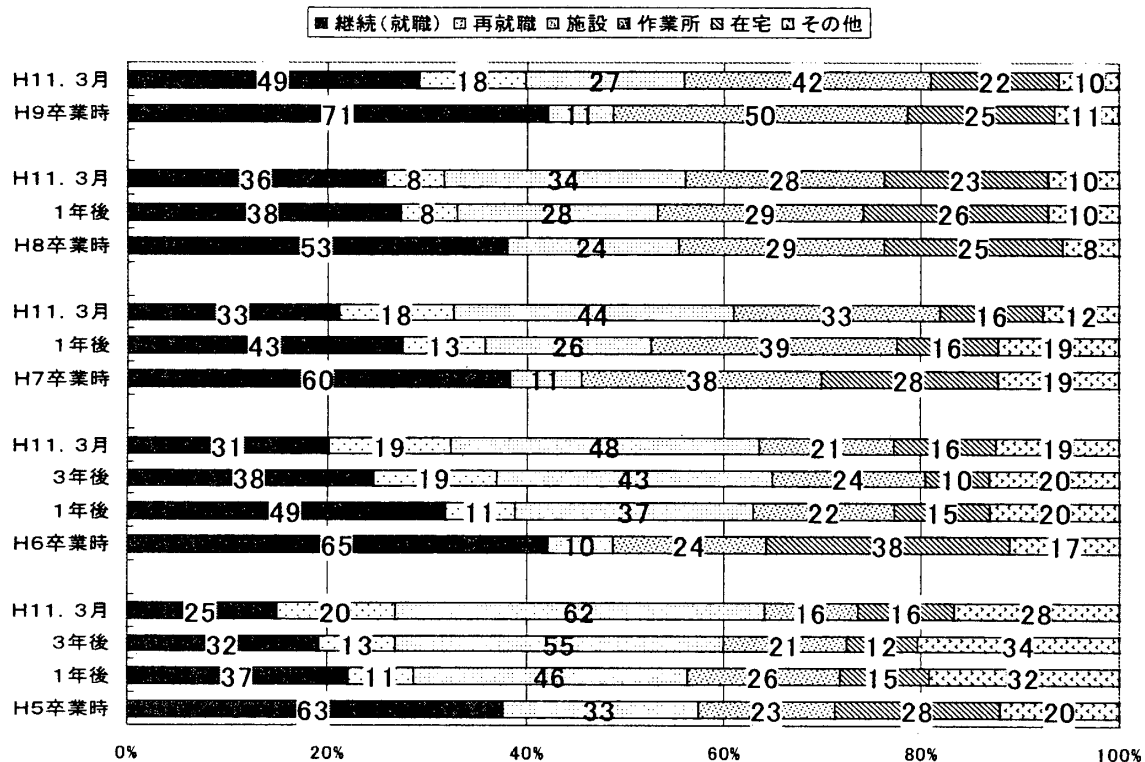 継続(就職) 再就職 施設 作業所 在宅 その他
H11. 3月 49 18 27 42 22 10
H9卒業時 71 11 50 25 11
H11. 3月 36 8 34 28 23 10
1年後 38 8 28 29 26 10
H8卒業時 53 24 29 25 8
H11. 3月 33 18 44 33 16 12
1年後 43 13 26 39 16 19
H7卒業時 60 11 38 28 19
H11. 3月 31 19 48 21 16 19
3年後 38 19 43 24 10 20
1年後 49 11 37 22 15 20
H6卒業時 65 10 24 38 17
H11. 3月 25 20 62 16 16 28
3年後 32 13 55 21 12 34
1年後 37 11 46 26 15 32
H5卒業時 63 33 23 28 20
0% 20% 40% 60% 80% 100%